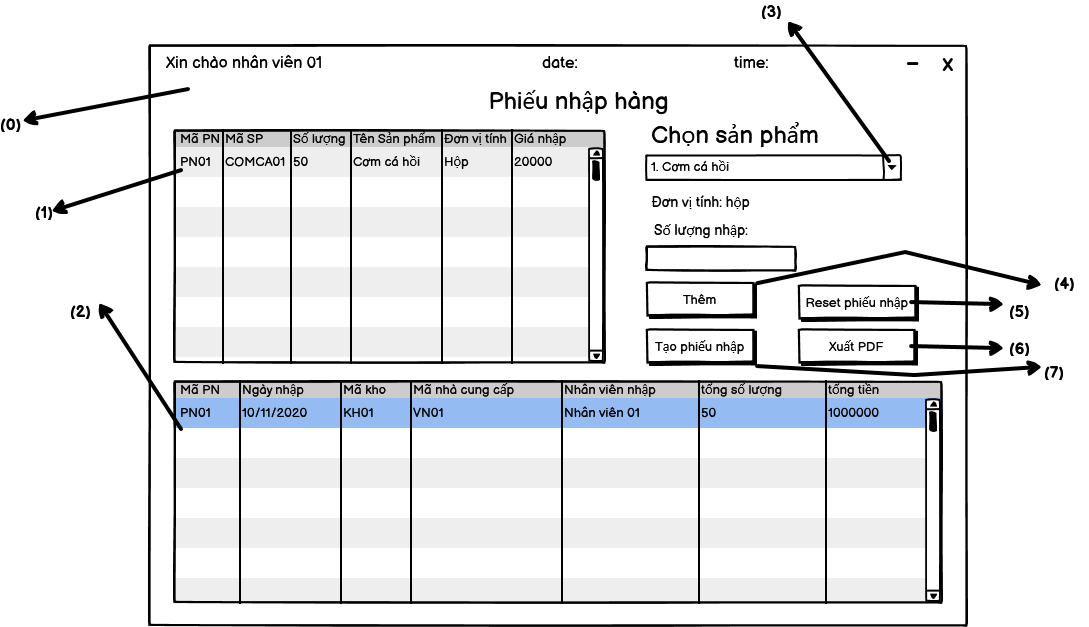 (3)
Xin chào nhân viên 01 date: time: – X
(0)
Phiếu nhập hàng
Mã PN Mã SP Số lượng Tên Sản phẩm Đơn vị tính Giá nhập
PN01 COMCA01 50 Cơm cá hồi Hộp 20000
(1)
Chọn sản phẩm
1. Cơm cá hồi
Đơn vị tính: hộp
Số lượng nhập:
(2)
Thêm
(4)
Reset phiếu nhập
(5)
Tạo phiếu nhập
Xuất PDF
(6)
(7)
Mã PN Ngày nhập Mã kho Mã nhà cung cấp Nhân viên nhập tổng số lượng tổng tiền
PN01 10/11/2020 KH01 VN01 Nhân viên 01 50 1000000